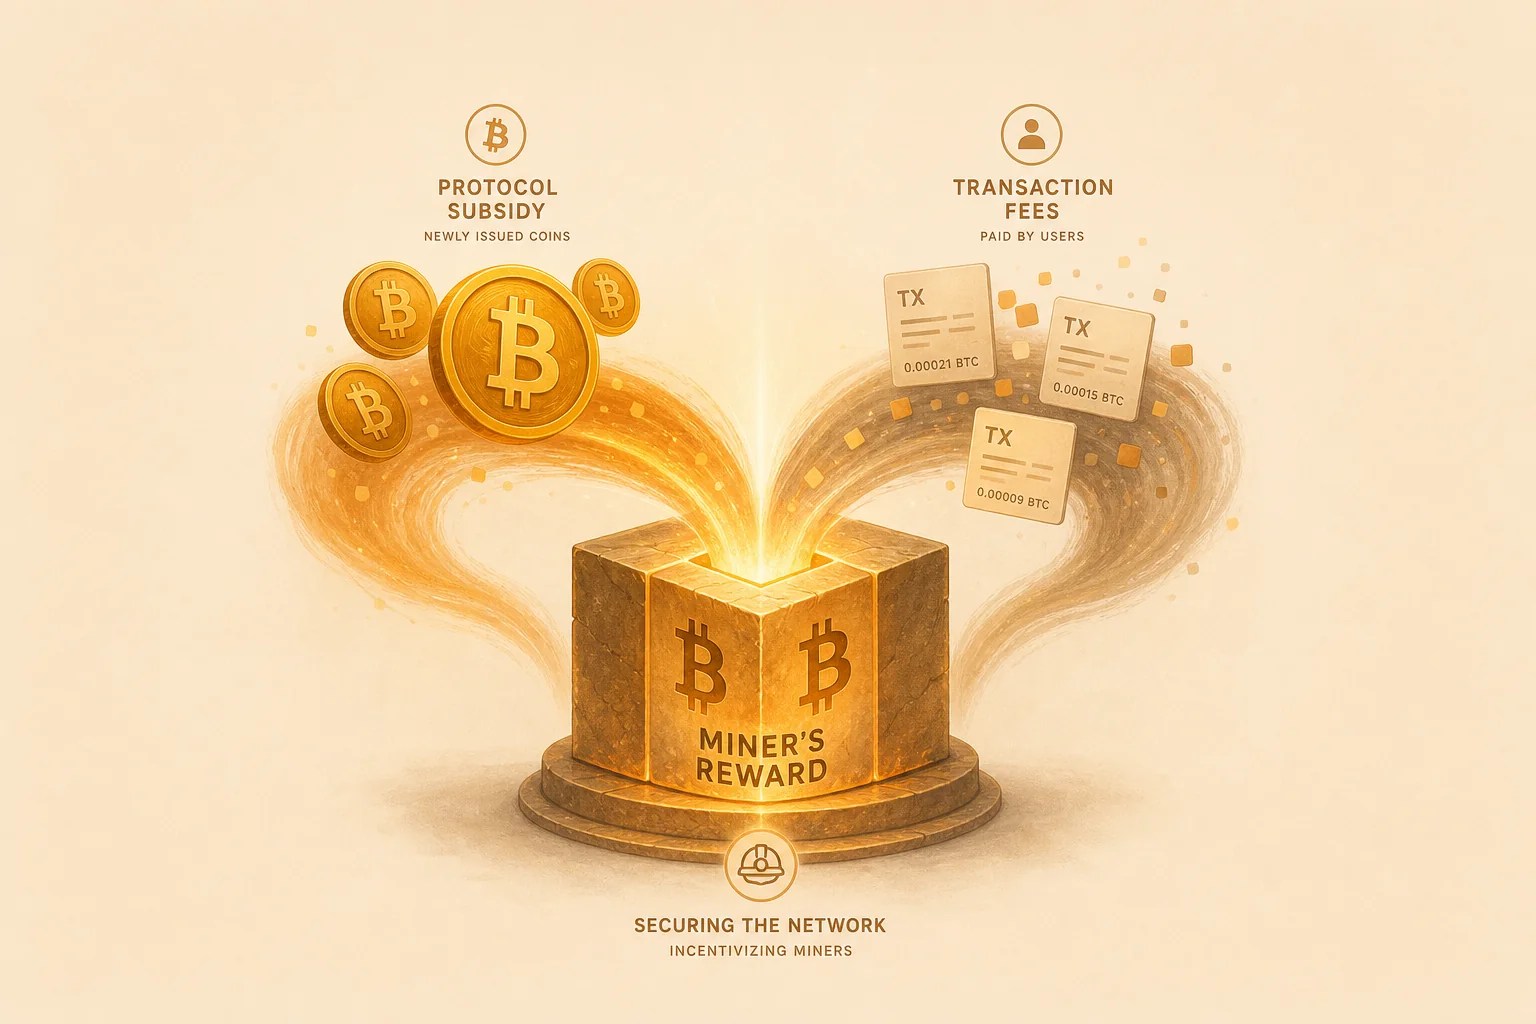 PROTOCOL
SUBSIDY
NEWLY ISSUED COINS
TRANSACTION
FEES
PAID BY USERS
TX
0.00021 BTC
TX
0.00015 BTC
TX
0.00009 BTC
MINER'S
REWARD
SECURING THE NETWORK
INCENTIVIZING MINERS